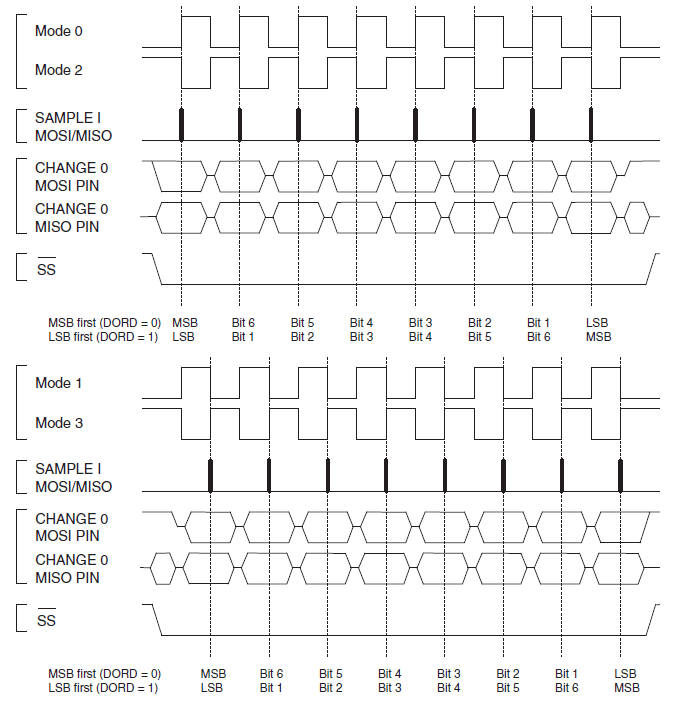 Mode 0
Mode 2
SAMPLE I
MOSI/MISO
CHANGE 0
MOSI PIN
CHANGE 0
MISO PIN
SS
MSB first (DORD = 0) MSB Bit 6 Bit 5 Bit 4 Bit 3 Bit 2 Bit 1 LSB
LSB first (DORD = 1) LSB Bit 1 Bit 2 Bit 3 Bit 4 Bit 5 Bit 6 MSB
Mode 1
Mode 3
SAMPLE I
MOSI/MISO
CHANGE 0
MOSI PIN
CHANGE 0
MISO PIN
SS
MSB first (DORD = 0) MSB Bit 6 Bit 5 Bit 4 Bit 3 Bit 2 Bit 1 LSB
LSB first (DORD = 1) LSB Bit 1 Bit 2 Bit 3 Bit 4 Bit 5 Bit 6 MSB